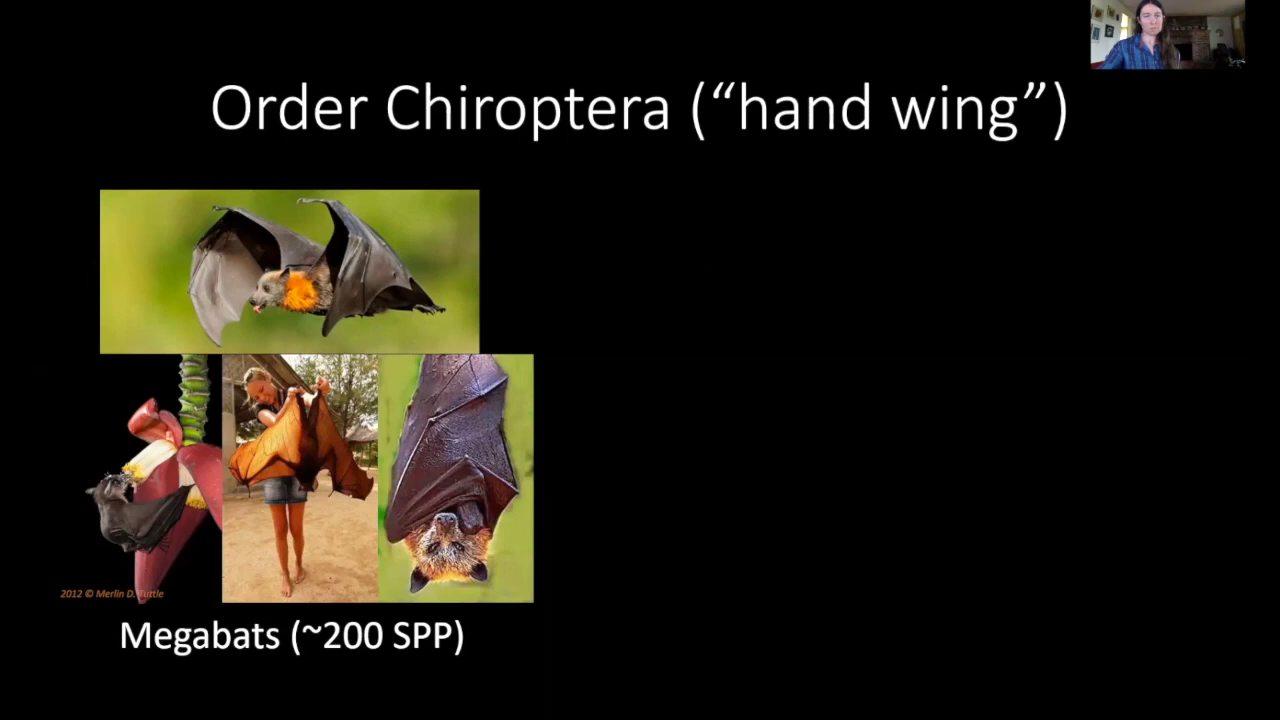 Order Chiroptera (“hand wing”)
2012 © Merlin D. Tuttle
Megabats (~200 SPP)